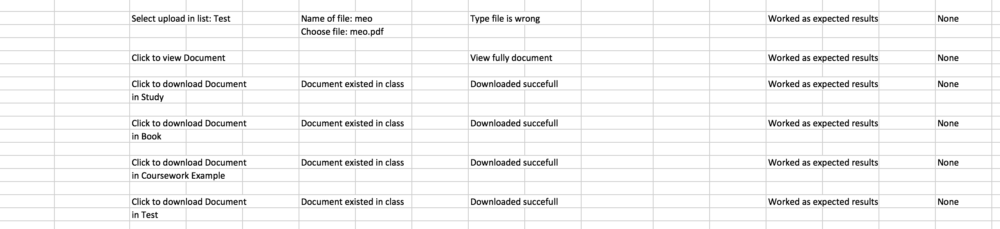 Select upload in list: Test Name of file: meo Type file is wrong Worked as expected results None
Choose file: meo.pdf
Click to view Document View fully document Worked as expected results None
Click to download Document Document existed in class Downloaded succefull Worked as expected results None
in Study
Click to download Document Document existed in class Downloaded succefull Worked as expected results None
in Book
Click to download Document Document existed in class Downloaded succefull Worked as expected results None
in Coursework Example
Click to download Document Document existed in class Downloaded succefull Worked as expected results None
in Test